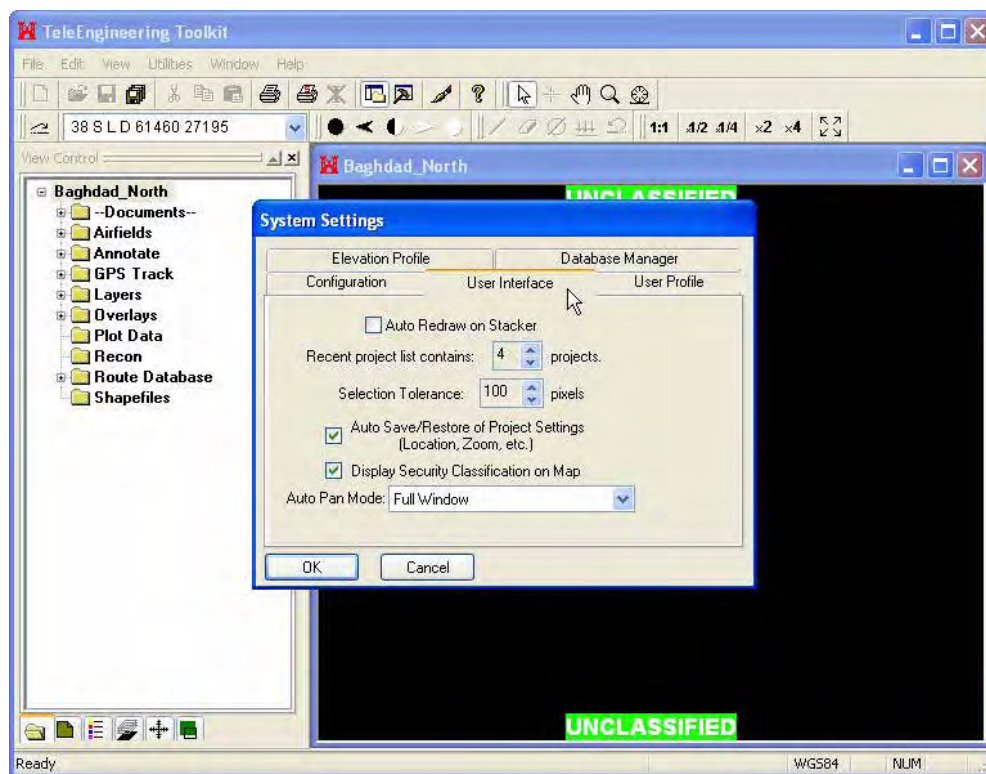 TeleEngineering Toolkit
File Edit View Utilities Window Help
38 S L D 61460 27195
1:1 1/2 1/4 x2 x4
View Control
Baghdad_North
--Documents--
Airfields
Annotate
GPS Track
Layers
Overlays
Plot Data
Recon
Route Database
Shapefiles
Baghdad_North
UNCLASSIFIED
System Settings
Elevation Profile Database Manager
Configuration User Interface User Profile
Auto Redraw on Stacker
Recent project list contains: 4 projects.
Selection Tolerance: 100 pixels
Auto Save/Restore of Project Settings
(Location, Zoom, etc.)
Display Security Classification on Map
Auto Pan Mode: Full Window
OK Cancel
UNCLASSIFIED
Ready WGS84 NUM